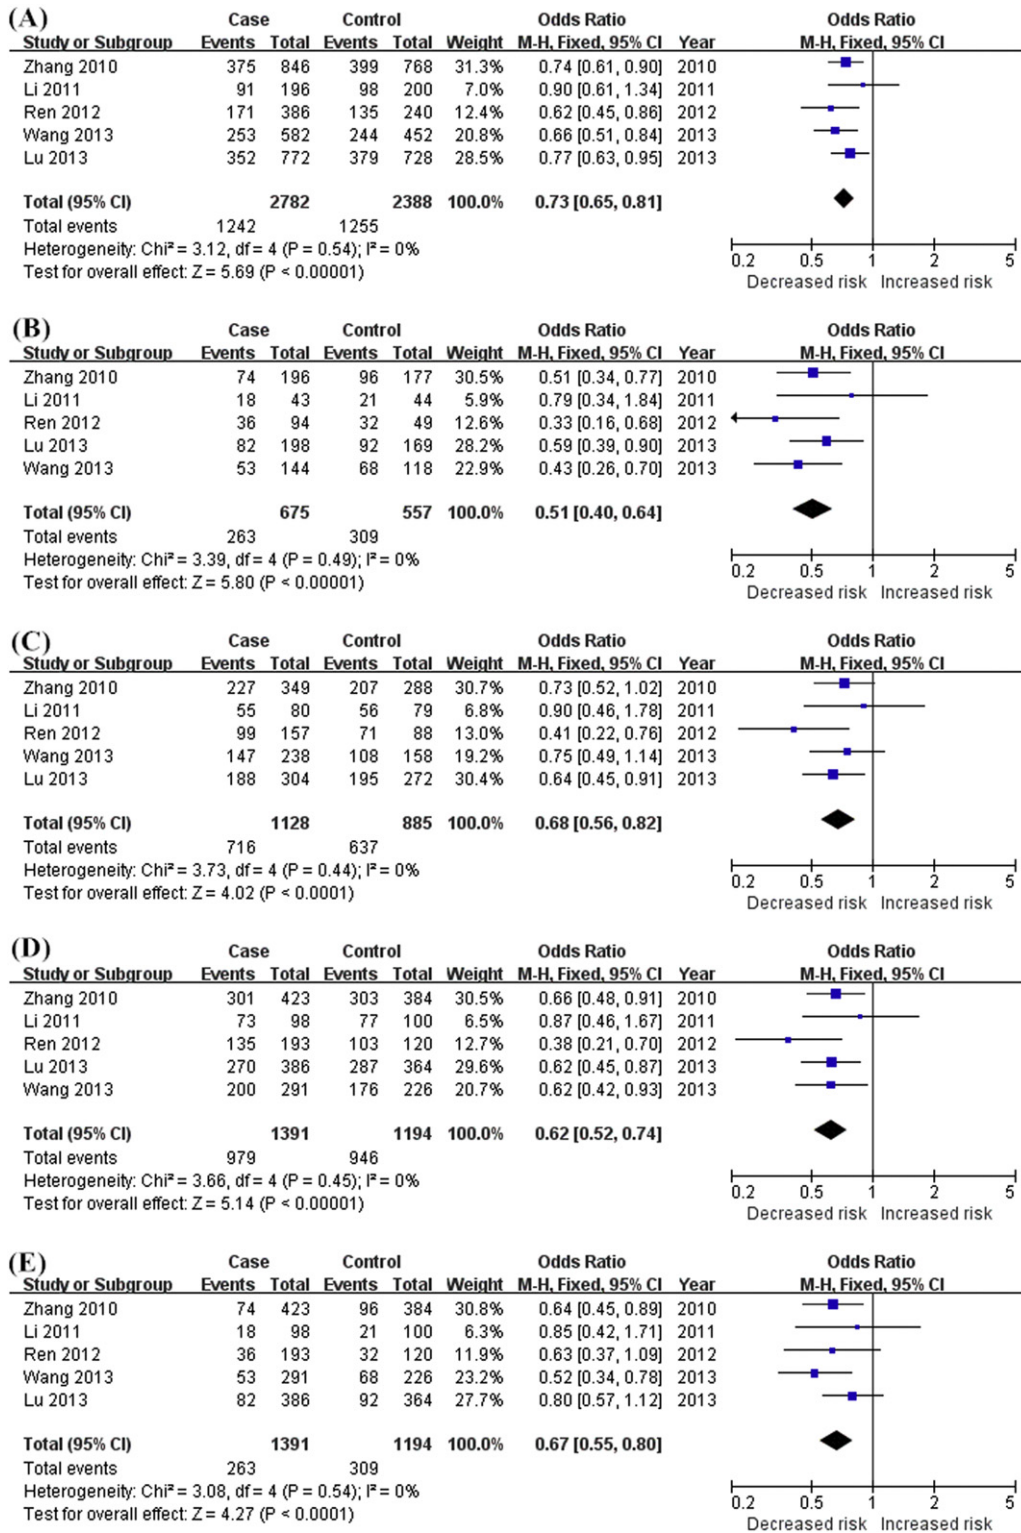 (A) Case Control Odds Ratio Odds Ratio
Study or Subgroup Events Total Events Total Weight M-H, Fixed, 95% CI Year M-H, Fixed, 95% CI
Zhang 2010 375 846 399 768 31.3% 0.74 [0.61, 0.90] 2010
Li 2011 91 196 98 200 7.0% 0.90 [0.61, 1.34] 2011
Ren 2012 171 386 135 240 12.4% 0.62 [0.45, 0.86] 2012
Wang 2013 253 582 244 452 20.8% 0.66 [0.51, 0.84] 2013
Lu 2013 352 772 379 728 28.5% 0.77 [0.63, 0.95] 2013
Total (95% CI) 2782 2388 100.0% 0.73 [0.65, 0.81]
Total events 1242 1255
Heterogeneity: Chi² = 3.12, df = 4 (P = 0.54); I² = 0%
Test for overall effect: Z = 5.69 (P < 0.00001)
0.2 0.5 1 2 5
Decreased risk Increased risk
(B) Case Control Odds Ratio Odds Ratio
Study or Subgroup Events Total Events Total Weight M-H, Fixed, 95% CI Year M-H, Fixed, 95% CI
Zhang 2010 74 196 96 177 30.5% 0.51 [0.34, 0.77] 2010
Li 2011 18 43 21 44 5.9% 0.79 [0.34, 1.84] 2011
Ren 2012 36 94 32 49 12.6% 0.33 [0.16, 0.68] 2012
Lu 2013 82 198 92 169 28.2% 0.59 [0.39, 0.90] 2013
Wang 2013 53 144 68 118 22.9% 0.43 [0.26, 0.70] 2013
Total (95% CI) 675 557 100.0% 0.51 [0.40, 0.64]
Total events 263 309
Heterogeneity: Chi² = 3.39, df = 4 (P = 0.49); I² = 0%
Test for overall effect: Z = 5.80 (P < 0.00001)
0.2 0.5 1 2 5
Decreased risk Increased risk
(C) Case Control Odds Ratio Odds Ratio
Study or Subgroup Events Total Events Total Weight M-H, Fixed, 95% CI Year M-H, Fixed, 95% CI
Zhang 2010 227 349 207 288 30.7% 0.73 [0.52, 1.02] 2010
Li 2011 55 80 56 79 6.8% 0.90 [0.46, 1.78] 2011
Ren 2012 99 157 71 88 13.0% 0.41 [0.22, 0.76] 2012
Wang 2013 147 238 108 158 19.2% 0.75 [0.49, 1.14] 2013
Lu 2013 188 304 195 272 30.4% 0.64 [0.45, 0.91] 2013
Total (95% CI) 1128 885 100.0% 0.68 [0.56, 0.82]
Total events 716 637
Heterogeneity: Chi² = 3.73, df = 4 (P = 0.44); I² = 0%
Test for overall effect: Z = 4.02 (P < 0.0001)
0.2 0.5 1 2 5
Decreased risk Increased risk
(D) Case Control Odds Ratio Odds Ratio
Study or Subgroup Events Total Events Total Weight M-H, Fixed, 95% CI Year M-H, Fixed, 95% CI
Zhang 2010 301 423 303 384 30.5% 0.66 [0.48, 0.91] 2010
Li 2011 73 98 77 100 6.5% 0.87 [0.46, 1.67] 2011
Ren 2012 135 193 103 120 12.7% 0.38 [0.21, 0.70] 2012
Lu 2013 270 386 287 364 29.6% 0.62 [0.45, 0.87] 2013
Wang 2013 200 291 176 226 20.7% 0.62 [0.42, 0.93] 2013
Total (95% CI) 1391 1194 100.0% 0.62 [0.52, 0.74]
Total events 979 946
Heterogeneity: Chi² = 3.66, df = 4 (P = 0.45); I² = 0%
Test for overall effect: Z = 5.14 (P < 0.00001)
0.2 0.5 1 2 5
Decreased risk Increased risk
(E) Case Control Odds Ratio Odds Ratio
Study or Subgroup Events Total Events Total Weight M-H, Fixed, 95% CI Year M-H, Fixed, 95% CI
Zhang 2010 74 423 96 384 30.8% 0.64 [0.45, 0.89] 2010
Li 2011 18 98 21 100 6.3% 0.85 [0.42, 1.71] 2011
Ren 2012 36 193 32 120 11.9% 0.63 [0.37, 1.09] 2012
Wang 2013 53 291 68 226 23.2% 0.52 [0.34, 0.78] 2013
Lu 2013 82 386 92 364 27.7% 0.80 [0.57, 1.12] 2013
Total (95% CI) 1391 1194 100.0% 0.67 [0.55, 0.80]
Total events 263 309
Heterogeneity: Chi² = 3.08, df = 4 (P = 0.54); I² = 0%
Test for overall effect: Z = 4.27 (P < 0.0001)
0.2 0.5 1 2 5
Decreased risk Increased risk